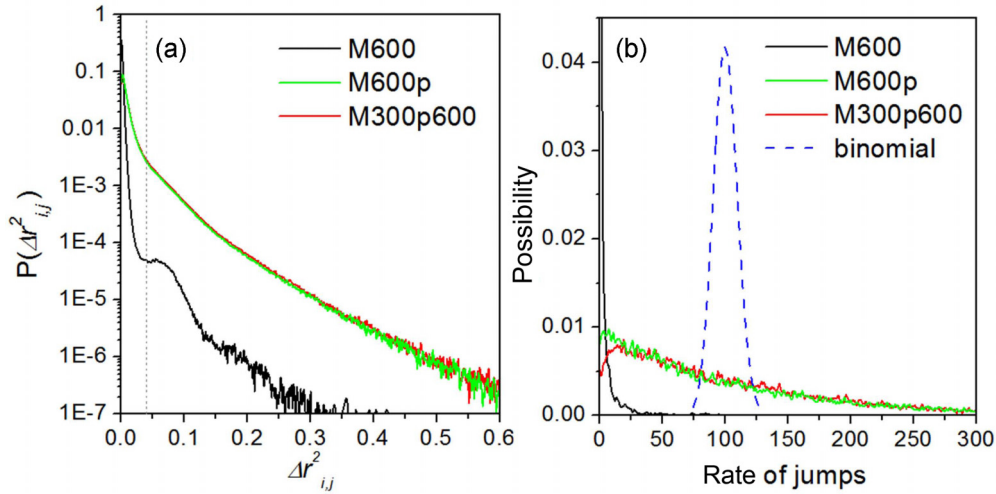 (a)
M600
M600p
M300p600
P(Δr²i,j)
1
0.1
0.01
1E-3
1E-4
1E-5
1E-6
1E-7
0.0 0.1 0.2 0.3 0.4 0.5 0.6
Δr²i,j
(b)
M600
M600p
M300p600
binomial
Possibility
0.04
0.03
0.02
0.01
0.00
0 50 100 150 200 250 300
Rate of jumps